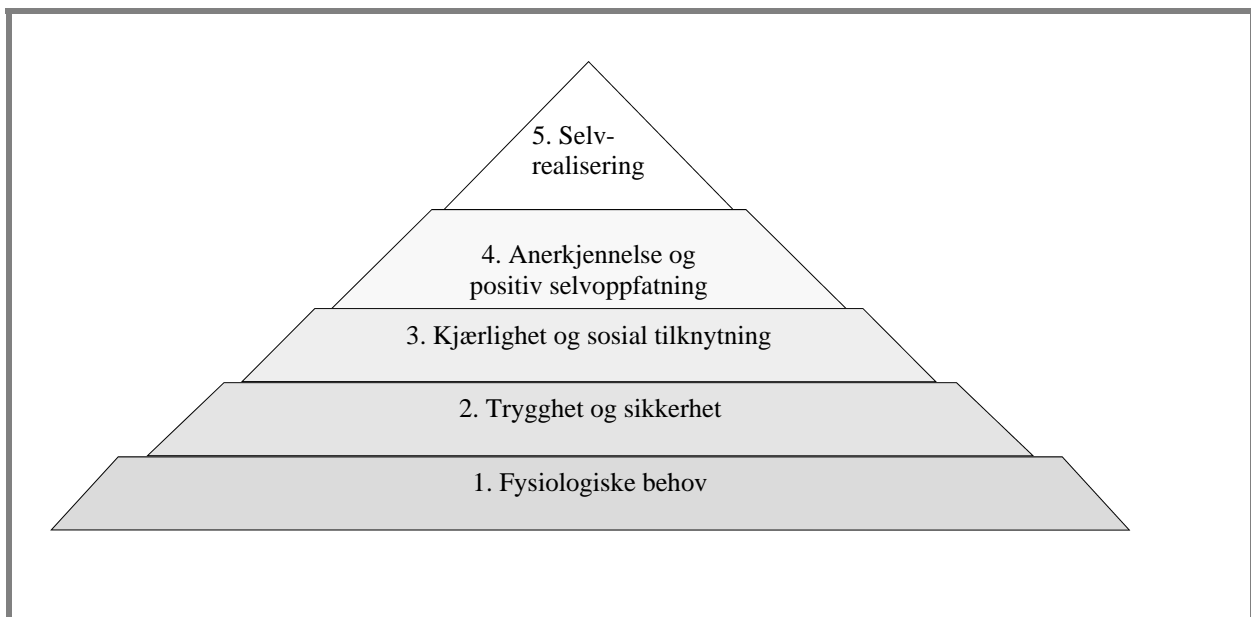 5. Selv-
realisering
4. Anerkjennelse og
positiv selvoppfatning
3. Kjærlighet og sosial tilknytning
2. Trygghet og sikkerhet
1. Fysiologiske behov